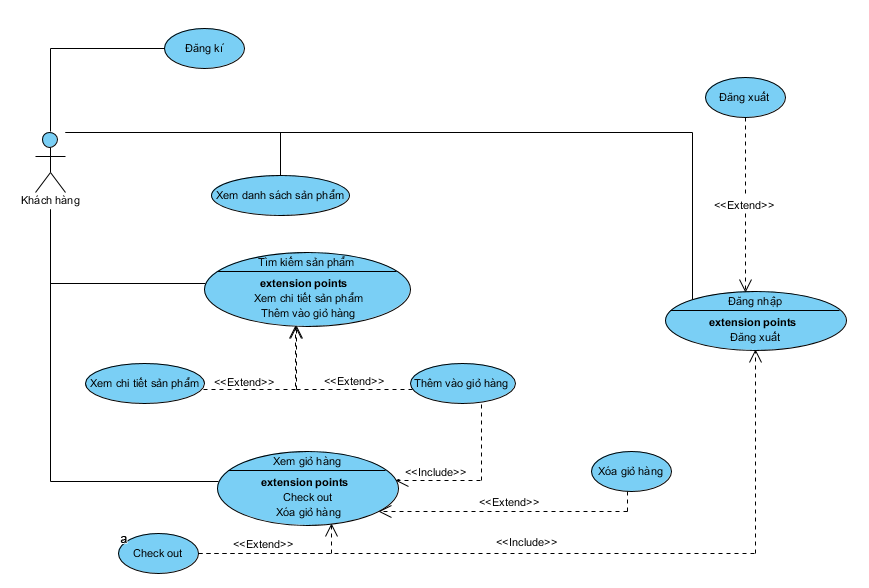 Đăng kí
Đăng xuất
Khách hàng
Xem danh sách sản phẩm
<<Extend>>
Tìm kiếm sản phẩm
extension points
Xem chi tiết sản phẩm
Thêm vào giỏ hàng
Đăng nhập
extension points
Đăng xuất
Xem chi tiết sản phẩm
<<Extend>>
<<Extend>>
Thêm vào giỏ hàng
Xem giỏ hàng
extension points
Check out
Xóa giỏ hàng
<<Include>>
Xóa giỏ hàng
<<Extend>>
a
Check out
<<Extend>>
<<Include>>